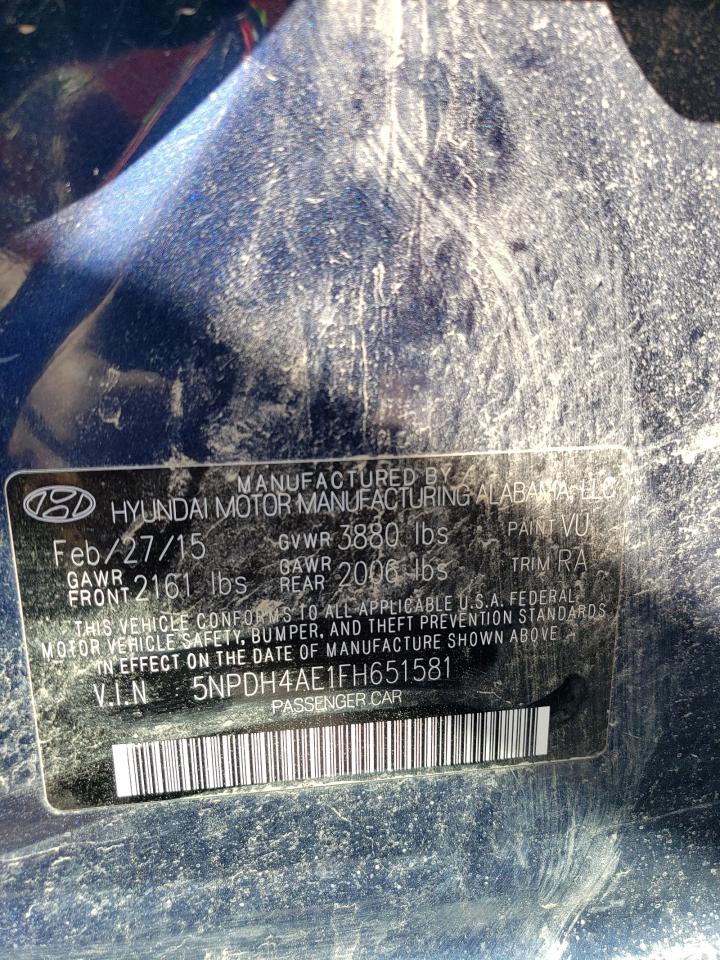 MANUFACTURED BY
HYUNDAI MOTOR MANUFACTURING ALABAMA, LLC
Feb/27/15 GVWR 3880 lbs PAINT VU
GAWR FRONT 2161 lbs GAWR REAR 2006 lbs TRIM RA
THIS VEHICLE CONFORMS TO ALL APPLICABLE U.S.A. FEDERAL
MOTOR VEHICLE SAFETY, BUMPER, AND THEFT PREVENTION STANDARDS
IN EFFECT ON THE DATE OF MANUFACTURE SHOWN ABOVE
V.I.N 5NPDH4AE1FH651581
PASSENGER CAR